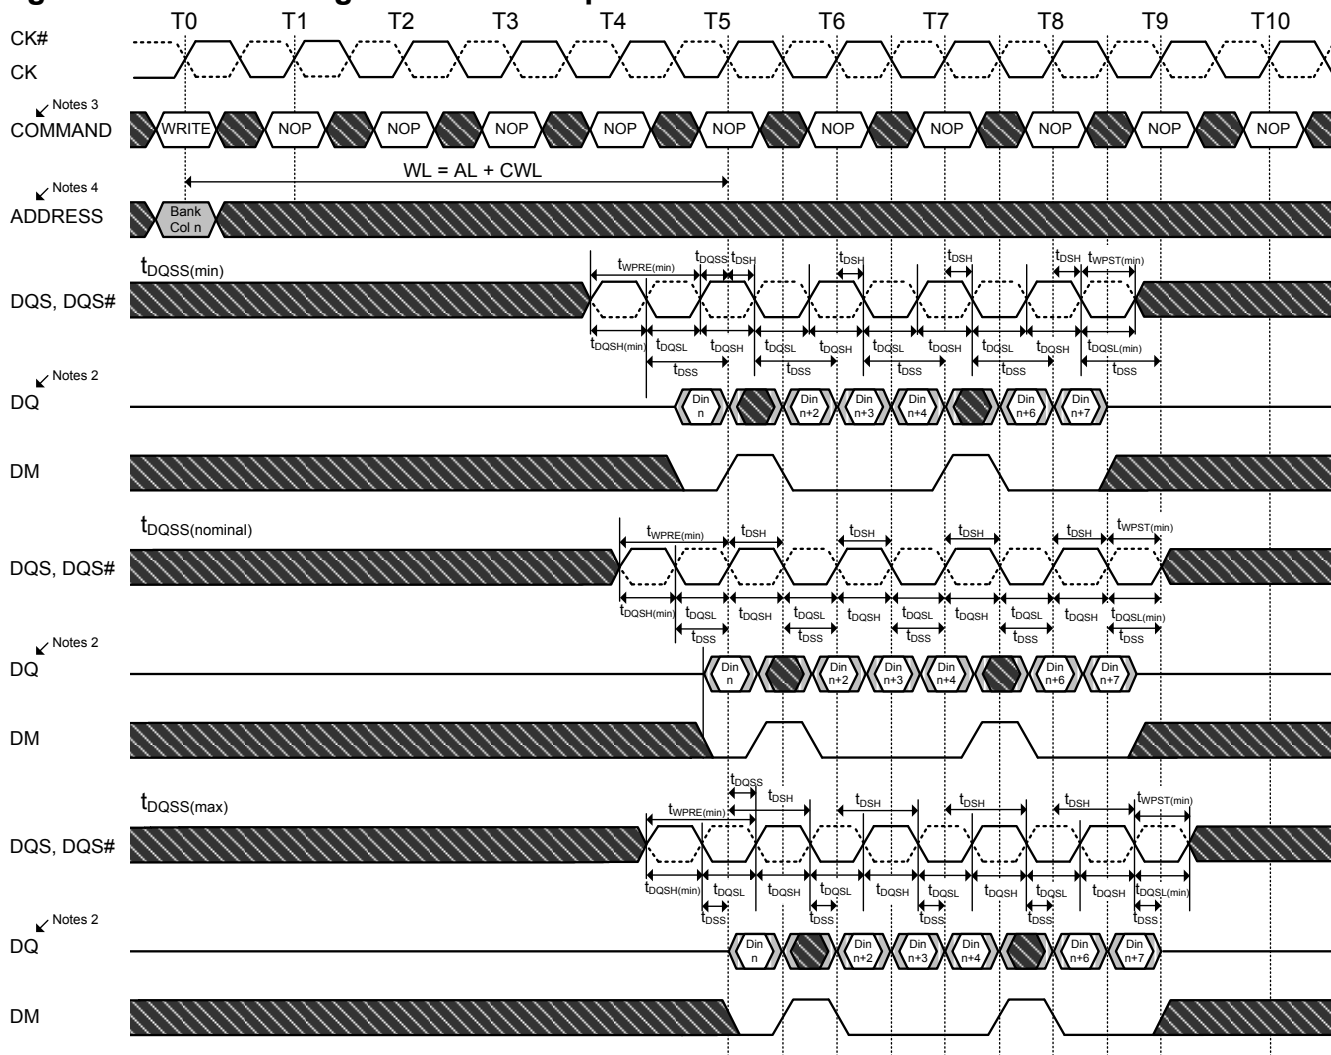 T0 T1 T2 T3 T4 T5 T6 T7 T8 T9 T10
CK#
CK
Notes 3
COMMAND WRITE NOP NOP NOP NOP NOP NOP NOP NOP NOP NOP
WL = AL + CWL
Notes 4
ADDRESS Bank Col n
tDQSS(min) tWPRE(min) tDQSS tDSH tDSH tDSH tDSH tWPST(min)
DQS, DQS#
tDQSH(min) tDQSL tDQSH tDQSL tDQSH tDQSL tDQSH tDQSL tDQSH tDQSL(min)
tDSS tDSS tDSS tDSS tDSS
Notes 2
DQ Din n Din n+2 Din n+3 Din n+4 Din n+6 Din n+7
DM
tDQSS(nominal) tWPRE(min) tDSH tDSH tDSH tDSH tWPST(min)
DQS, DQS#
tDQSH(min) tDQSL tDQSH tDQSL tDQSH tDQSL tDQSH tDQSL tDQSH tDQSL(min)
tDSS tDSS tDSS tDSS tDSS
Notes 2
DQ Din n Din n+2 Din n+3 Din n+4 Din n+6 Din n+7
DM
tDQSS
tDQSS(max) tWPRE(min) tDSH tDSH tDSH tDSH tWPST(min)
DQS, DQS#
tDQSH(min) tDQSL tDQSH tDQSL tDQSH tDQSL tDQSH tDQSL tDQSH tDQSL(min)
tDSS tDSS tDSS tDSS tDSS
Notes 2
DQ Din n Din n+2 Din n+3 Din n+4 Din n+6 Din n+7
DM